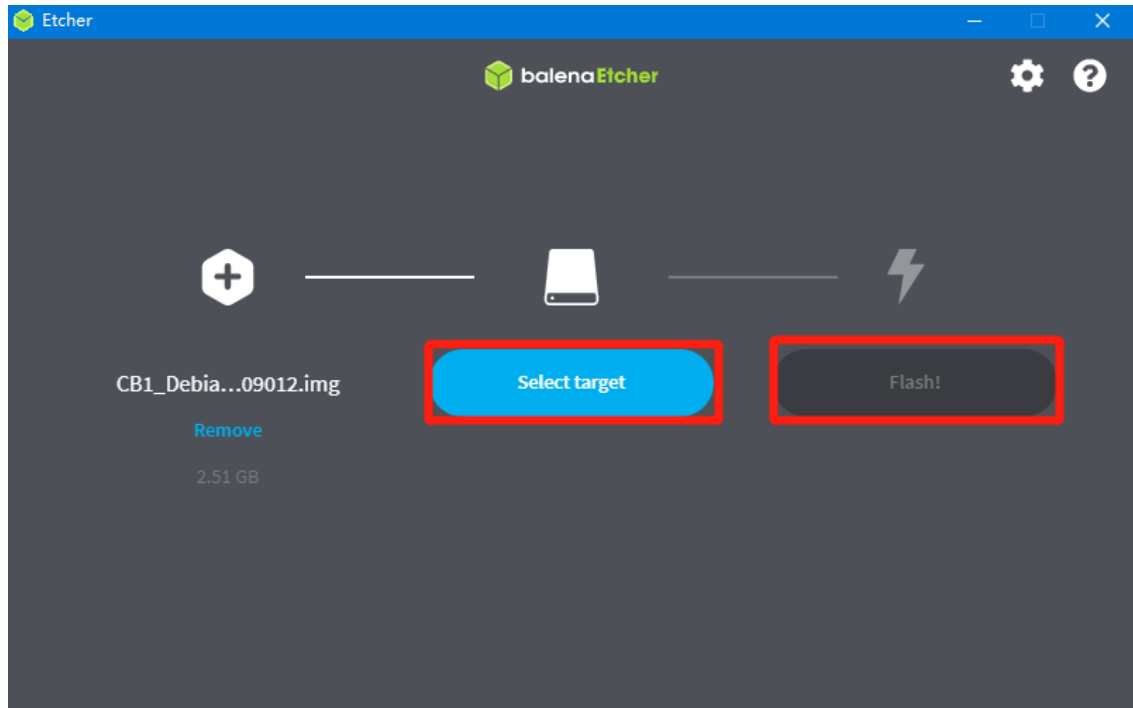 Etcher
balenaEtcher
CB1_Debia...09012.img
Remove
2.51 GB
Select target
Flash!